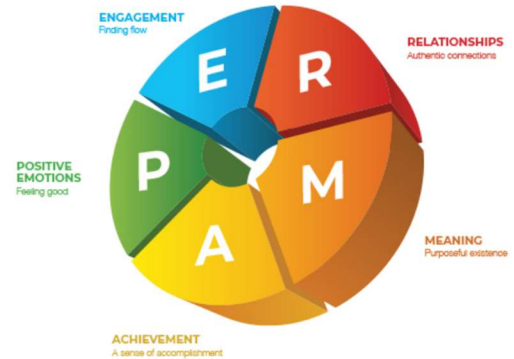 ENGAGEMENT
Finding flow
RELATIONSHIPS
Authentic connections
E
R
POSITIVE
EMOTIONS
Feeling good
P
M
A
MEANING
Purposeful existence
ACHIEVEMENT
A sense of accomplishment